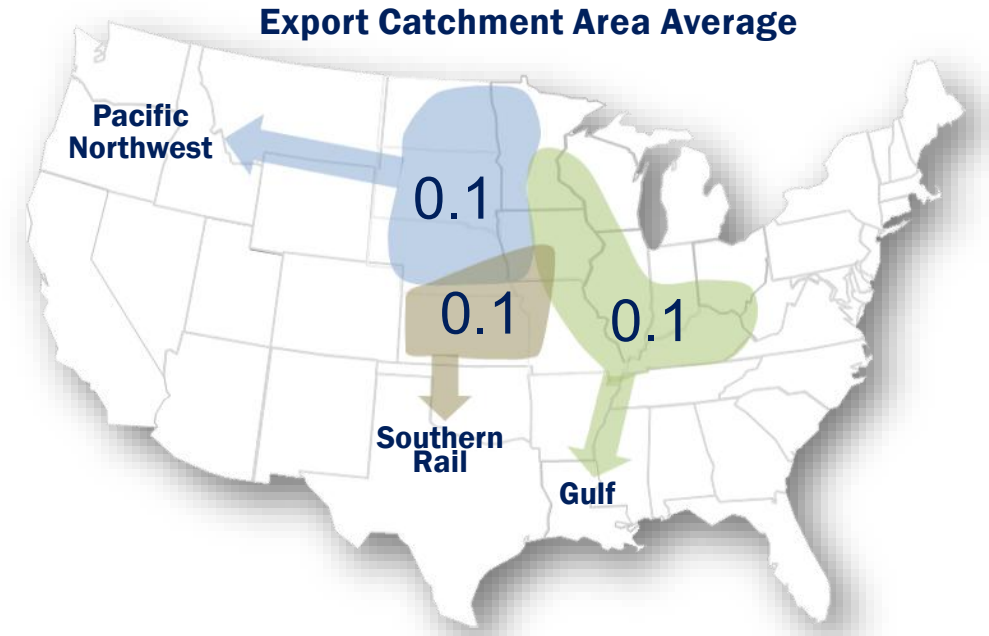 Export Catchment Area Average
Pacific
Northwest
0.1
0.1
0.1
Southern
Rail
Gulf